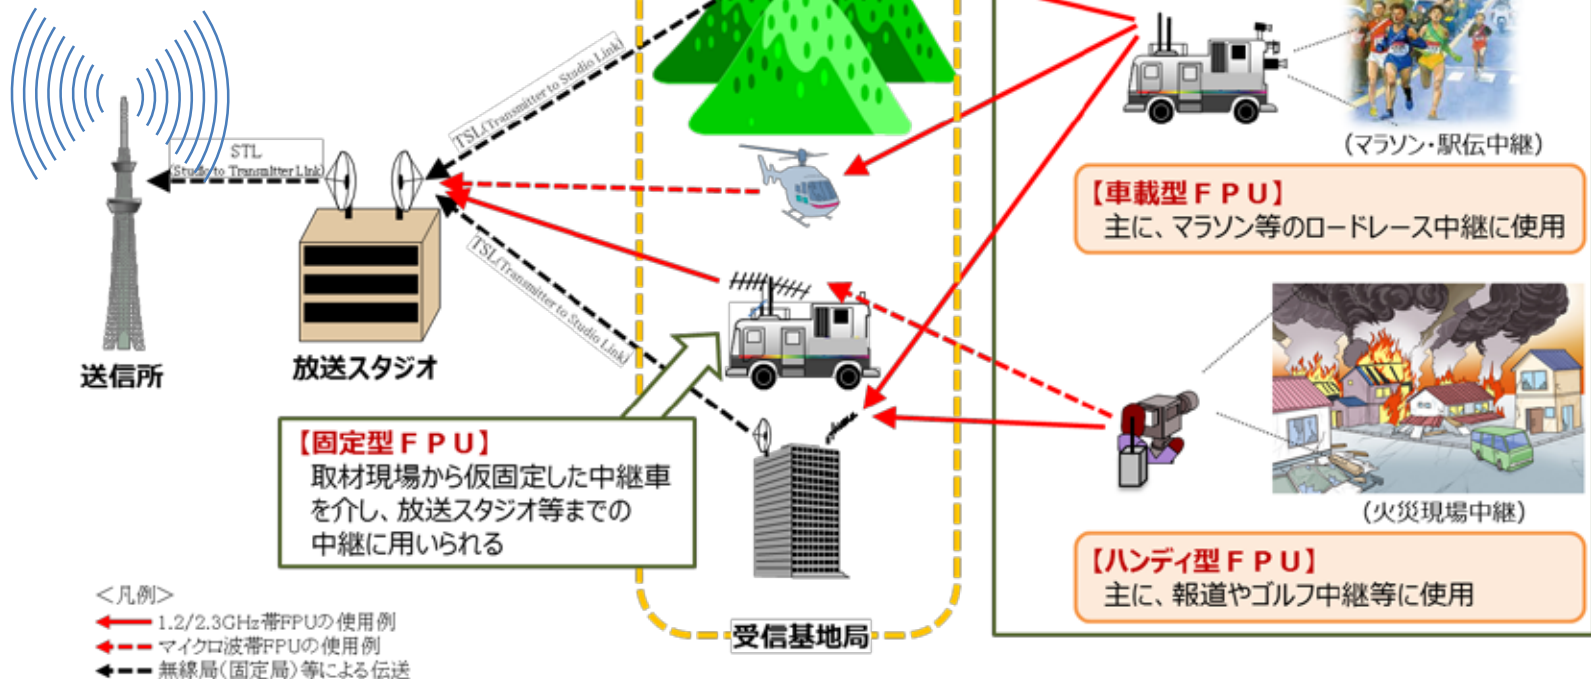 TSL(Transmitter to Studio Link)
STL
(Studio to Transmitter Link)
(マラソン・駅伝中継)
【車載型FPU】
主に、マラソン等のロードレース中継に使用
TSL(Transmitter to Studio Link)
送信所
放送スタジオ
【固定型FPU】
取材現場から仮固定した中継車
を介し、放送スタジオ等までの
中継に用いられる
(火災現場中継)
【ハンディ型FPU】
主に、報道やゴルフ中継等に使用
受信基地局
<凡例>
1.2/2.3GHz帯FPUの使用例
マイクロ波帯FPUの使用例
無線局(固定局)等による伝送